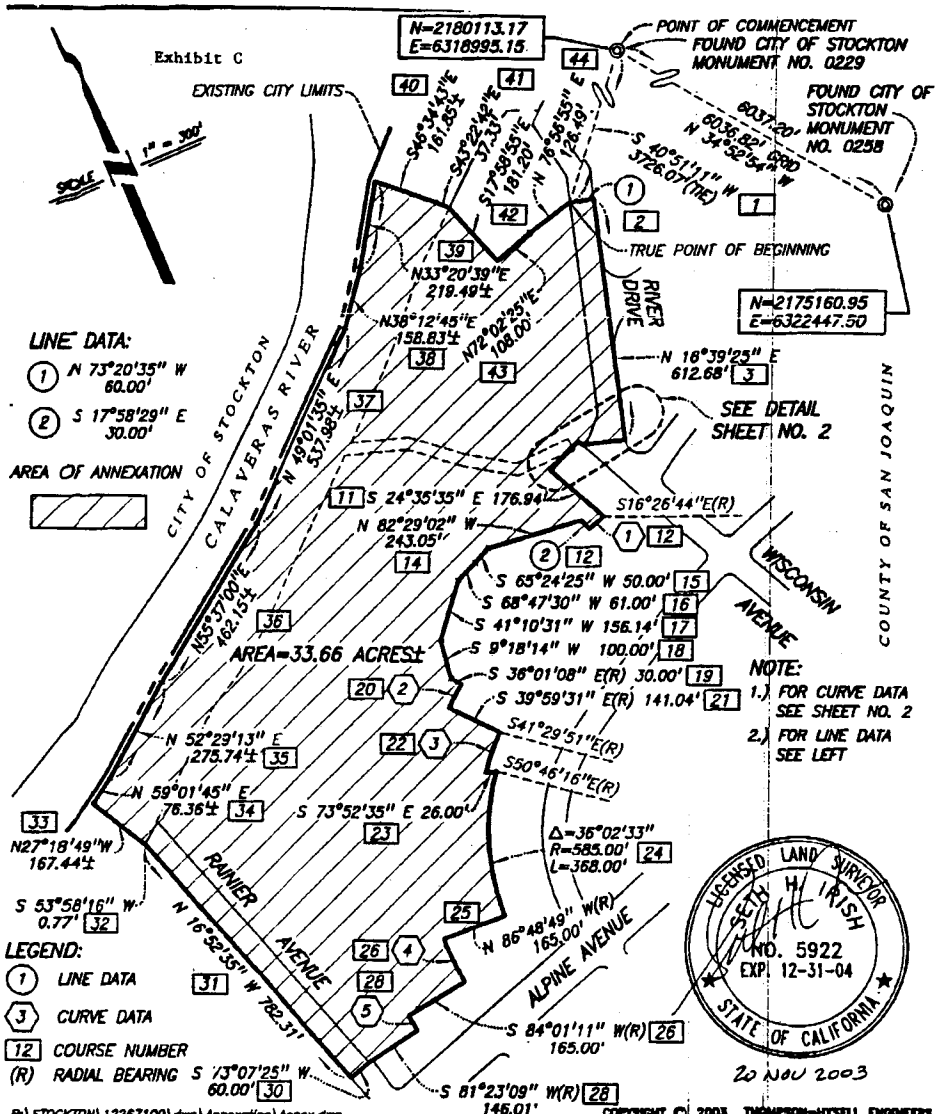 Exhibit C
N=2180113.17
E=6318995.15
POINT OF COMMENCEMENT
FOUND CITY OF STOCKTON
MONUMENT NO. 0229
FOUND CITY OF
STOCKTON
MONUMENT
NO. 0258
6037.20'
6036.82' GRID
N 34°52'54" W
S 40°51'11" W
3726.07'(TIE)
1
EXISTING CITY LIMITS
40
S46°34'43"E
161.85'±
41
S43°22'42"E
37.33'
S17°58'55"E
181.20'
42
44
N 76°58'55" E
126.49'
SCALE
1" = 300'
1
2
TRUE POINT OF BEGINNING
RIVER
DRIVE
N=2175160.95
E=6322447.50
39
N33°20'39"E
219.49'±
N38°12'45"E
158.83'±
38
N72°02'25"E
108.00'
43
N 16°39'25" E
612.68'
3
SEE DETAIL
SHEET NO. 2
LINE DATA:
1 N 73°20'35" W
60.00'
2 S 17°58'29" E
30.00'
AREA OF ANNEXATION
CITY OF STOCKTON
CALAVERAS RIVER
37
N 49°01'35" E
537.98'±
11 S 24°35'35" E 176.94'
S16°26'44"E(R)
N 82°29'02" W
243.05'
14
2 12
1 12
WISCONSIN
AVENUE
COUNTY OF SAN JOAQUIN
S 65°24'25" W 50.00' 15
S 68°47'30" W 61.00' 16
S 41°10'31" W 156.14' 17
S 9°18'14" W 100.00' 18
S 36°01'08" E(R) 30.00' 19
S 39°59'31" E(R) 141.04' 21
N55°37'00"E
462.15'±
36
AREA=33.66 ACRES±
20 2
22 3
S41°29'51"E(R)
S50°46'16"E(R)
NOTE:
1.) FOR CURVE DATA
SEE SHEET NO. 2
2.) FOR LINE DATA
SEE LEFT
N 52°29'13" E
275.74'± 35
N 59°01'45" E
76.36'± 34
S 73°52'35" E 26.00'
23
33
N27°18'49"W
167.44'±
S 53°58'16" W
0.77' 32
Δ=36°02'33"
R=585.00'
L=368.00'
24
RAINIER
AVENUE
N 16°52'35" W 782.31'
31
25
N 86°48'49" W(R)
165.00'
26 4
28
5
ALPINE AVENUE
S 84°01'11" W(R) 26
165.00'
LEGEND:
1 LINE DATA
3 CURVE DATA
12 COURSE NUMBER
(R) RADIAL BEARING
S 73°07'25" W
60.00' 30
S 81°23'09" W(R) 28
146.01'
LICENSED LAND SURVEYOR
SETH H. IRISH
NO. 5922
EXP. 12-31-04
STATE OF CALIFORNIA
20 NOV 2003
COPYRIGHT © 2003 THOMPSON-HYSELL ENGINEERS